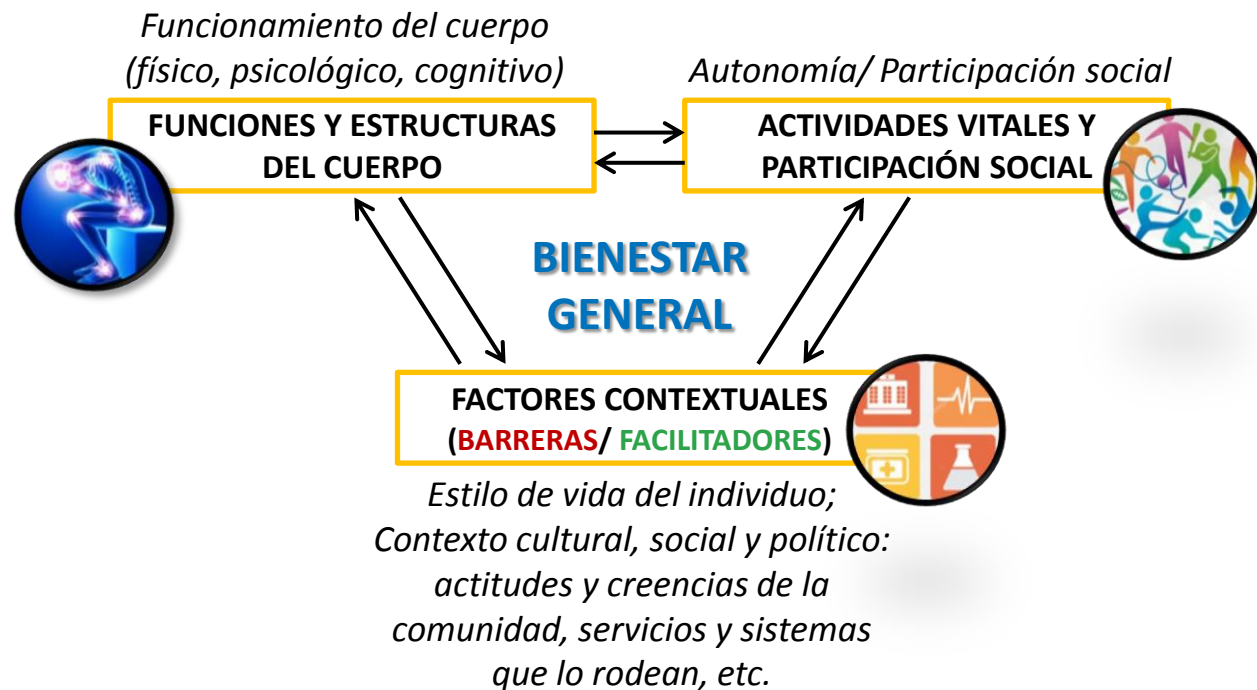 Funcionamiento del cuerpo
(físico, psicológico, cognitivo)
Autonomía/ Participación social
FUNCIONES Y ESTRUCTURAS
DEL CUERPO
ACTIVIDADES VITALES Y
PARTICIPACIÓN SOCIAL
BIENESTAR
GENERAL
FACTORES CONTEXTUALES
(BARRERAS/ FACILITADORES)
Estilo de vida del individuo;
Contexto cultural, social y político:
actitudes y creencias de la
comunidad, servicios y sistemas
que lo rodean, etc.